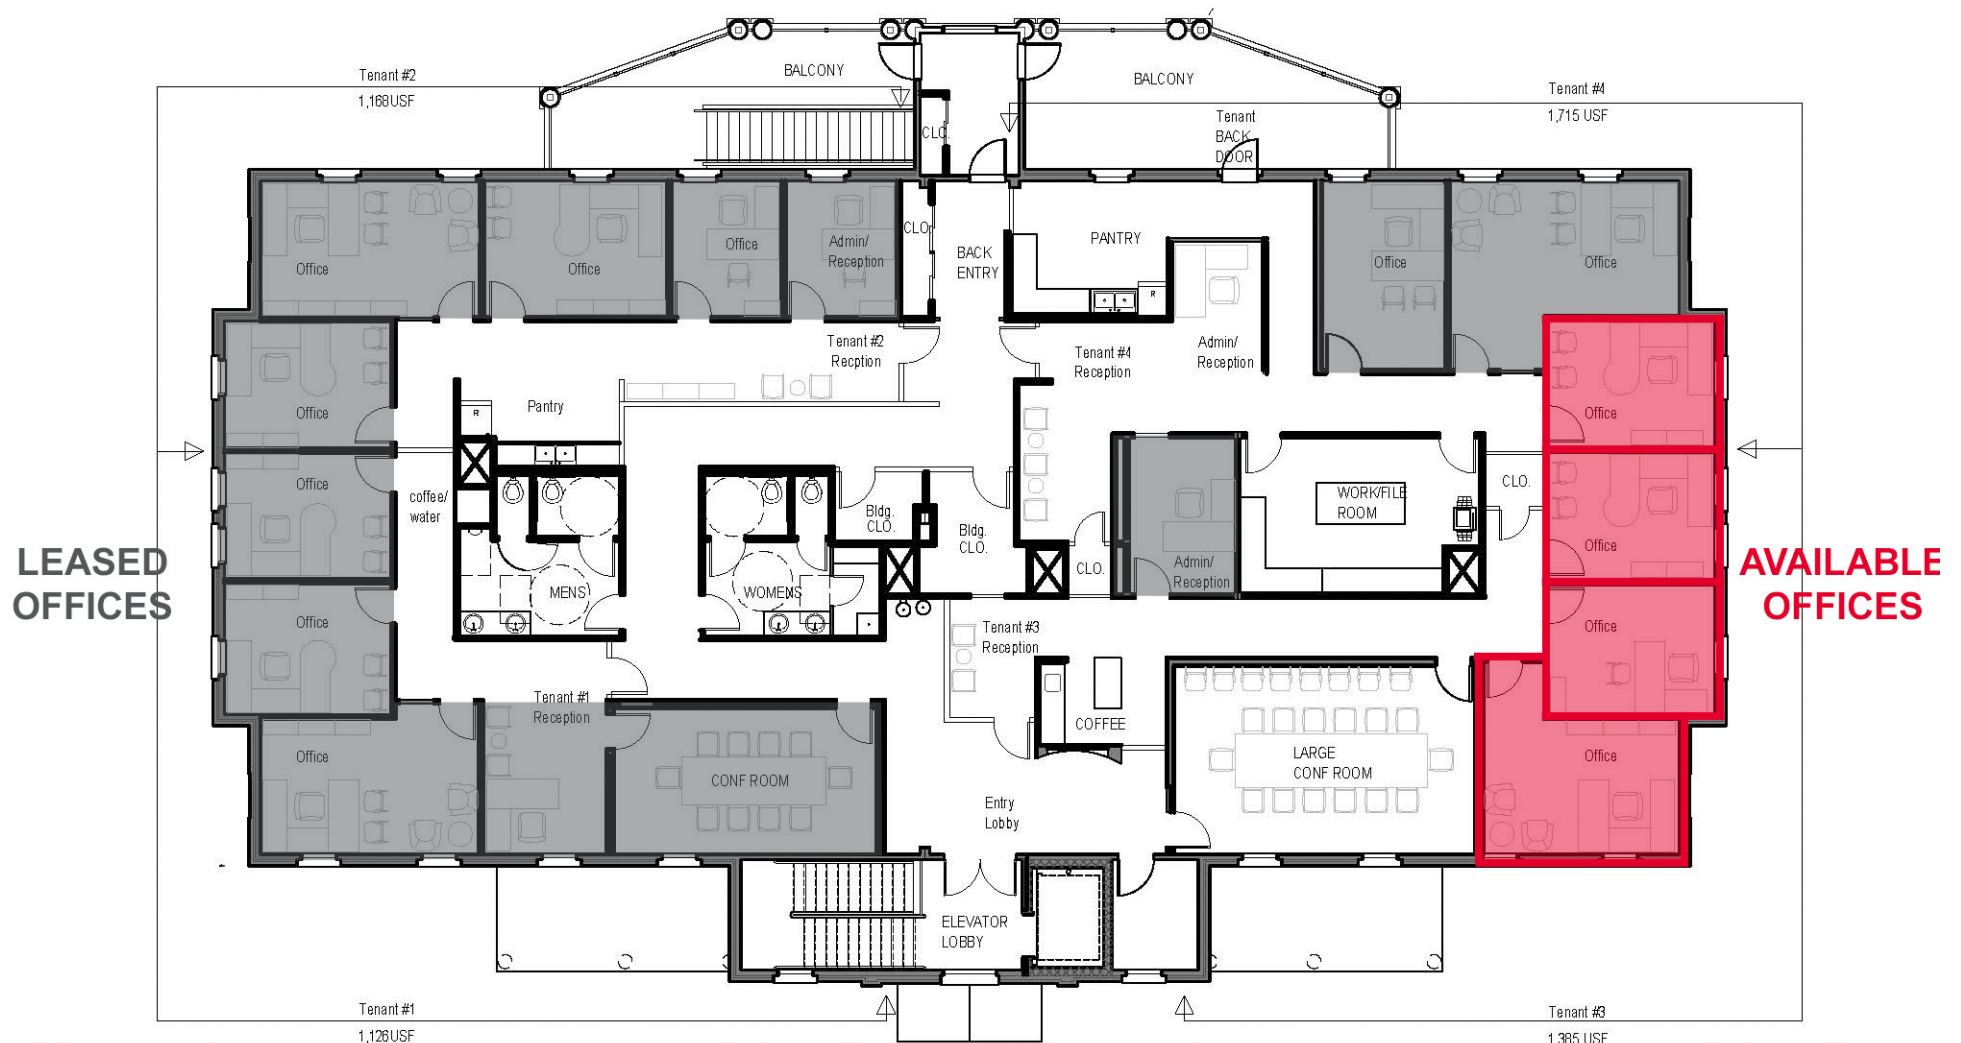 Tenant #2
1,168USF
BALCONY
BALCONY
Tenant #4
1,715 USF
CLO.
Tenant
BACK
DOOR
Office
Office
Office
Admin/
Reception
CLO.
BACK
ENTRY
PANTRY
R
Office
Office
Tenant #2
Recption
Tenant #4
Reception
Admin/
Reception
Office
Pantry
R
Office
Office
coffee/
water
Bldg.
CLO.
Bldg.
CLO.
WORK/FILE
ROOM
CLO.
Office
LEASED
OFFICES
MENS
WOMENS
CLO.
Admin/
Reception
AVAILABLE
OFFICES
Office
Tenant #3
Reception
Office
Tenant #1
Reception
COFFEE
Office
CONF ROOM
LARGE
CONF ROOM
Office
Entry
Lobby
ELEVATOR
LOBBY
Tenant #1
1,126USF
Tenant #3
1,385 USF